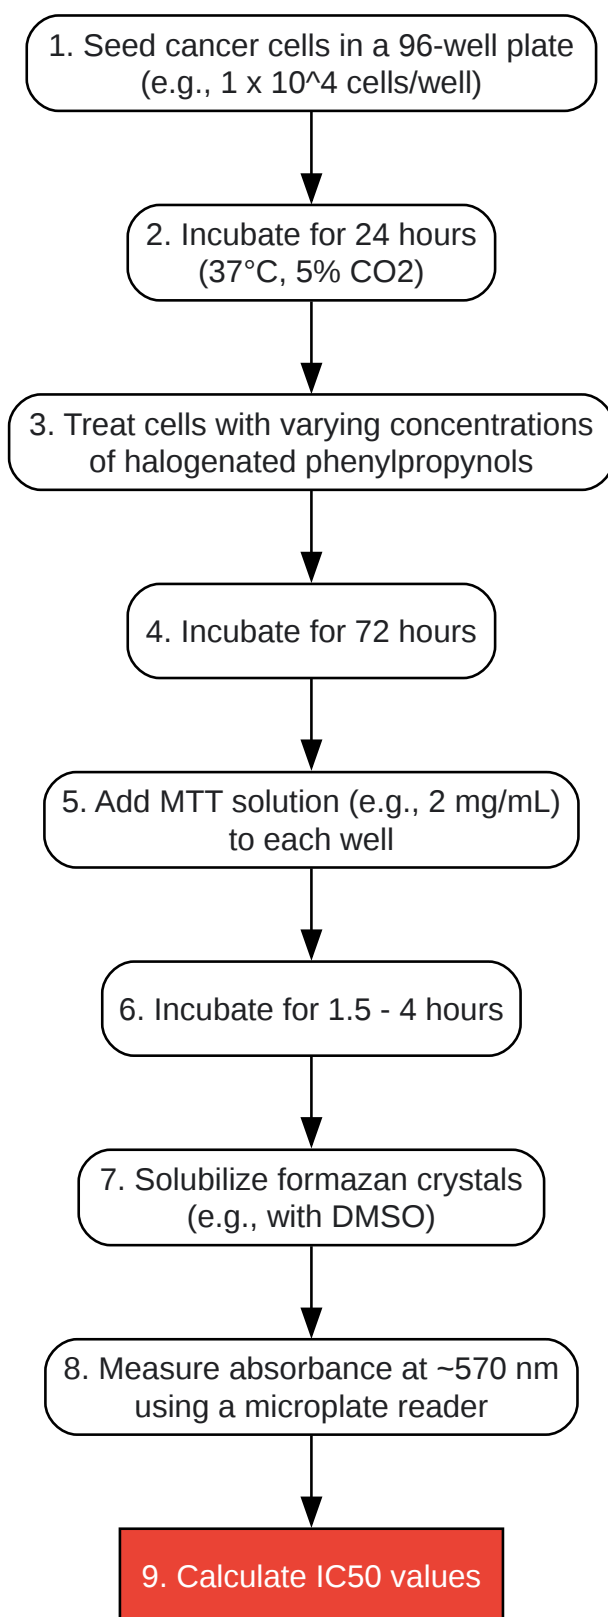 1. Seed cancer cells in a 96-well plate
(e.g., 1 x 10^4 cells/well)
2. Incubate for 24 hours
(37°C, 5% CO2)
3. Treat cells with varying concentrations
of halogenated phenylpropynols
4. Incubate for 72 hours
5. Add MTT solution (e.g., 2 mg/mL)
to each well
6. Incubate for 1.5 - 4 hours
7. Solubilize formazan crystals
(e.g., with DMSO)
8. Measure absorbance at ~570 nm
using a microplate reader
9. Calculate IC50 values